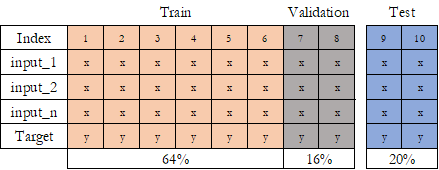 Train Validation Test
Index 1 2 3 4 5 6 7 8 9 10
input_1 x x x x x x x x x x
input_2 x x x x x x x x x x
input_n x x x x x x x x x x
Target y y y y y y y y y y
64% 16% 20%